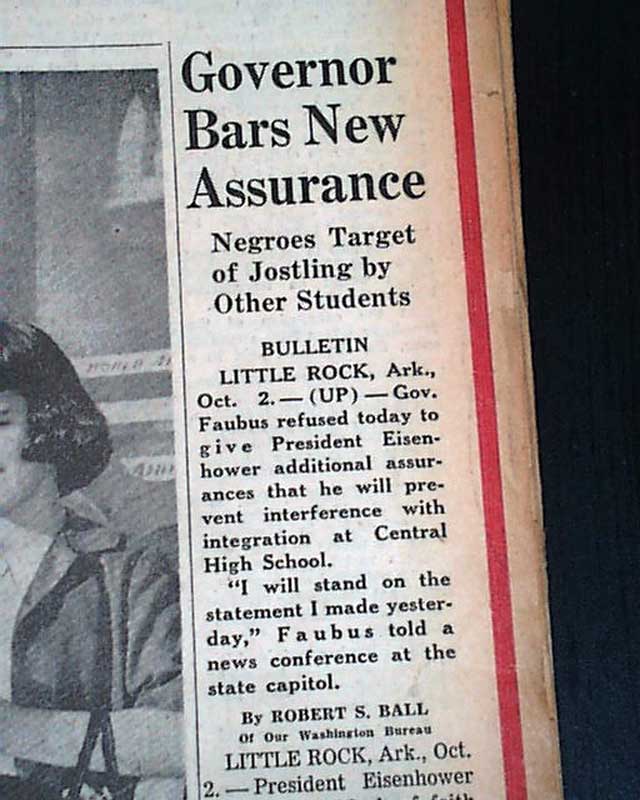 Governor
Bars New
Assurance
Negroes Target
of Jostling by
Other Students
BULLETIN
LITTLE ROCK, Ark.,
Oct. 2. — (UP) — Gov.
Faubus refused today to
give President Eisen-
hower additional assur-
ances that he will pre-
vent interference with
integration at Central
High School.
"I will stand on the
statement I made yester-
day," Faubus told a
news conference at the
state capitol.
By ROBERT S. BALL
Of Our Washington Bureau
LITTLE ROCK, Ark., Oct.
2. — President Eisenhower